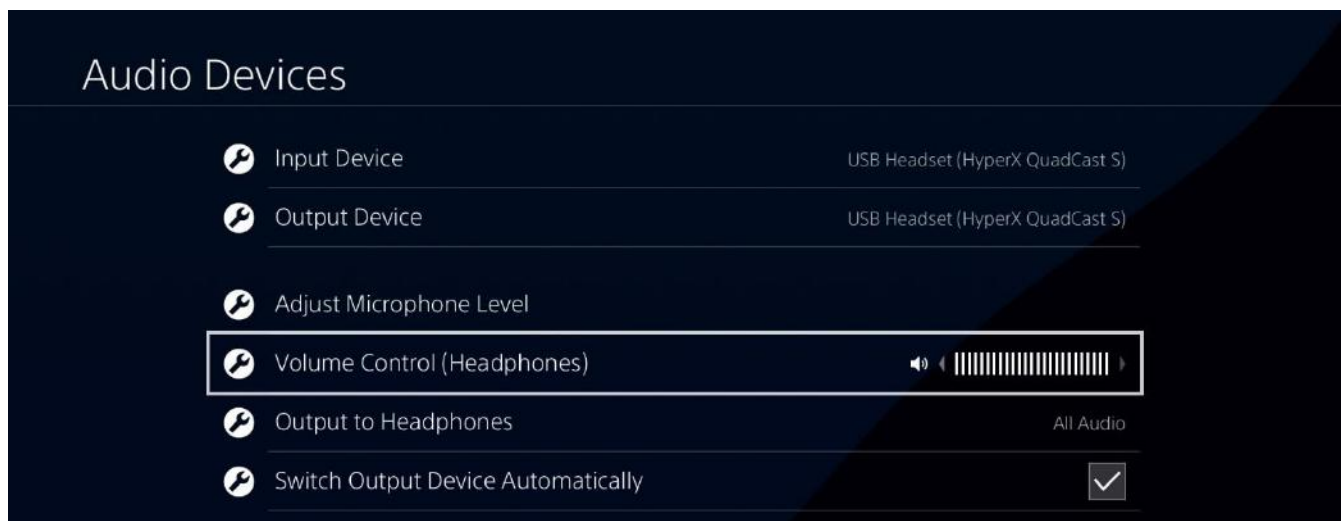 Audio Devices
Input Device USB Headset (HyperX QuadCast S)
Output Device USB Headset (HyperX QuadCast S)
Adjust Microphone Level
Volume Control (Headphones)
Output to Headphones All Audio
Switch Output Device Automatically